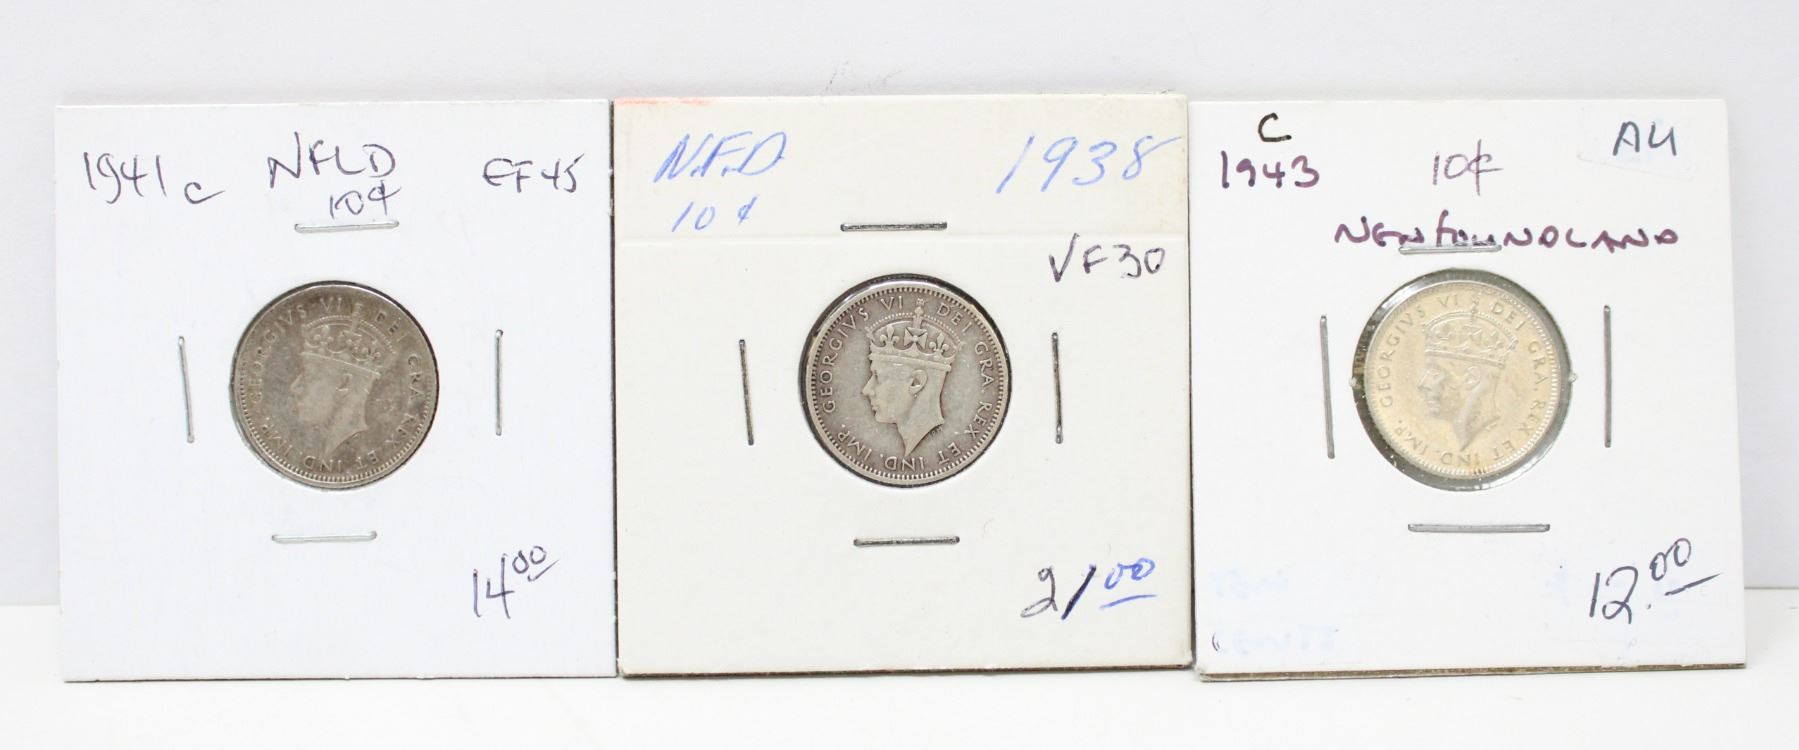 1941 C NFLD EF45
10¢
GEORGIVS VI DEI GRA. REX ET IND. IMP.
14.00
NFD 1938
10¢
VF30
GEORGIVS VI DEI GRA. REX ET IND. IMP.
21.00
C
1943 10¢ AU
NEWFOUNDLAND
GEORGIVS VI DEI GRA. REX ET IND. IMP.
12.00